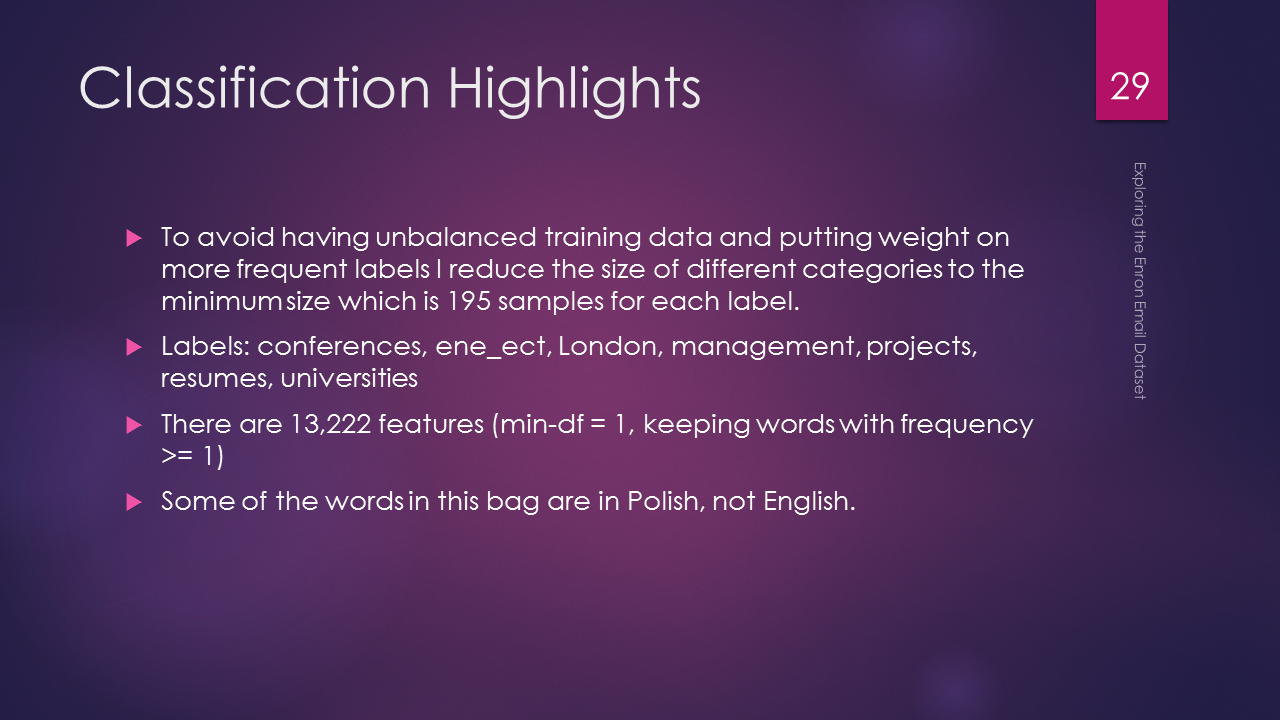 Classification Highlights
29
Exploring the Enron Email Dataset
To avoid having unbalanced training data and putting weight on
more frequent labels I reduce the size of different categories to the
minimum size which is 195 samples for each label.
Labels: conferences, ene_ect, London, management, projects,
resumes, universities
There are 13,222 features (min-df = 1, keeping words with frequency
>= 1)
Some of the words in this bag are in Polish, not English.